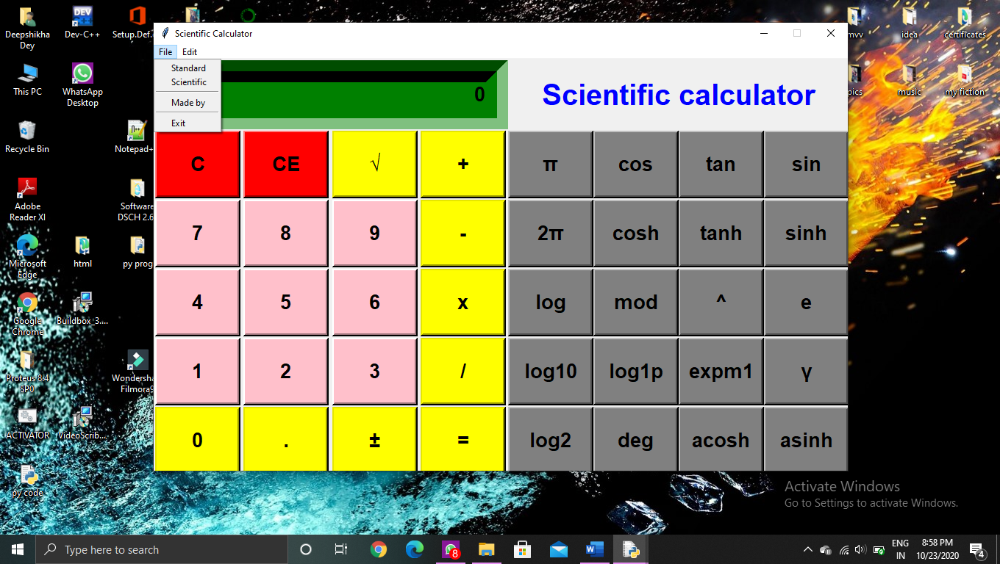 Deepshikha
Dey
Dev-C++
Setup.Def.
mvv
idea
certificates
This PC
WhatsApp
Desktop
pics
music
my fiction
Recycle Bin
Notepad+
Adobe
Reader XI
Software
DSCH 2.6
Microsoft
Edge
html
py prog
Google
Chrome
Buildbox_3....
Proteus 8.4
SP0
Wondersha
Filmora9
ACTIVATOR
VideoScrib...
py code
Scientific Calculator
File Edit
Standard
Scientific
Made by
Exit
0
Scientific calculator
C CE √ + π cos tan sin
7 8 9 - 2π cosh tanh sinh
4 5 6 x log mod ^ e
1 2 3 / log10 log1p expm1 γ
0 . ± = log2 deg acosh asinh
Activate Windows
Go to Settings to activate Windows.
Type here to search
8
ENG
IN
8:58 PM
10/23/2020
4